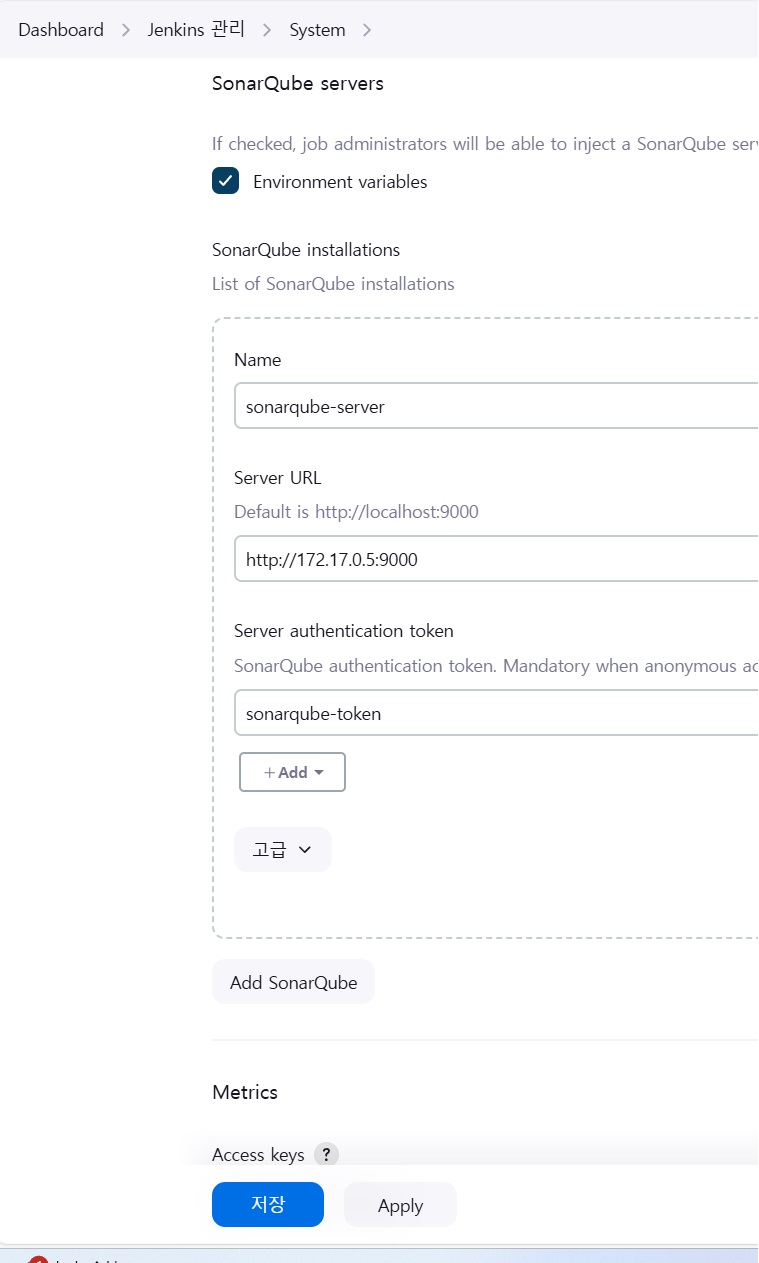 Dashboard > Jenkins 관리 > System >
SonarQube servers
If checked, job administrators will be able to inject a SonarQube
Environment variables
SonarQube installations
List of SonarQube installations
Name
sonarqube-server
Server URL
Default is http://localhost:9000
http://172.17.0.5:9000
Server authentication token
SonarQube authentication token. Mandatory when anonymous
sonarqube-token
+ Add
고급
Add SonarQube
Metrics
Access keys ?
저장 Apply